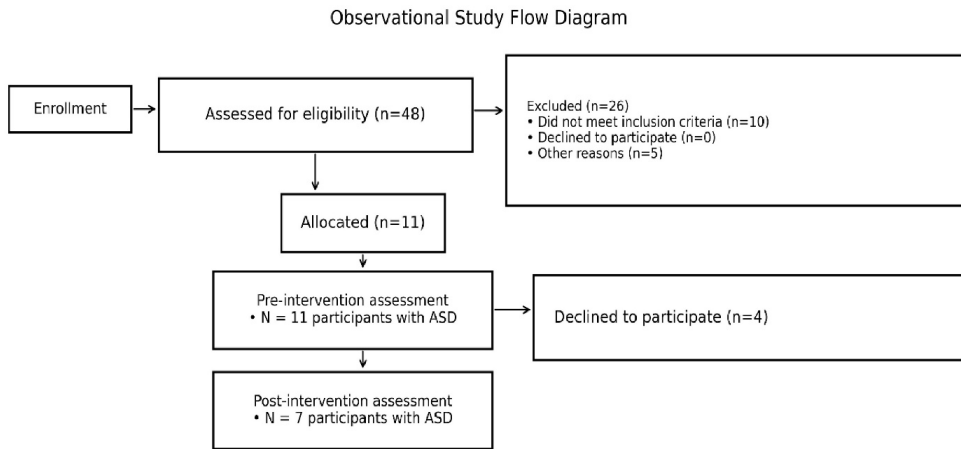 Observational Study Flow Diagram
Enrollment
Assessed for eligibility (n=48)
Excluded (n=26)
• Did not meet inclusion criteria (n=10)
• Declined to participate (n=0)
• Other reasons (n=5)
Allocated (n=11)
Pre-intervention assessment
• N = 11 participants with ASD
Declined to participate (n=4)
Post-intervention assessment
• N = 7 participants with ASD